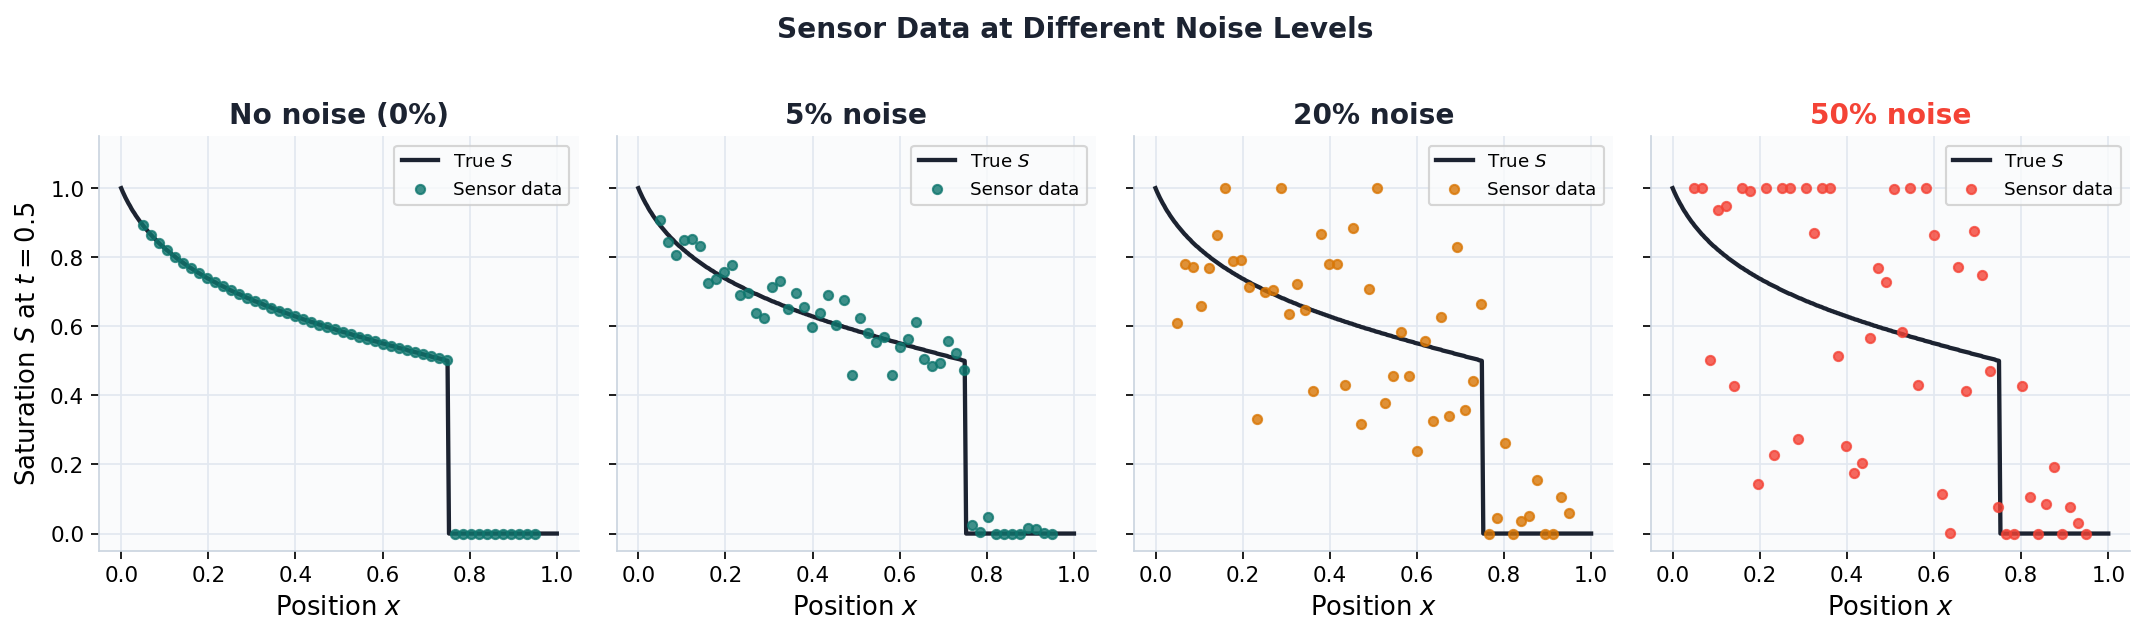 Sensor Data at Different Noise Levels
No noise (0%)
5% noise
20% noise
50% noise
True S
Sensor data
True S
Sensor data
True S
Sensor data
True S
Sensor data
Saturation S at t = 0.5
1.0
0.8
0.6
0.4
0.2
0.0
0.0 0.2 0.4 0.6 0.8 1.0
0.0 0.2 0.4 0.6 0.8 1.0
0.0 0.2 0.4 0.6 0.8 1.0
0.0 0.2 0.4 0.6 0.8 1.0
Position x
Position x
Position x
Position x